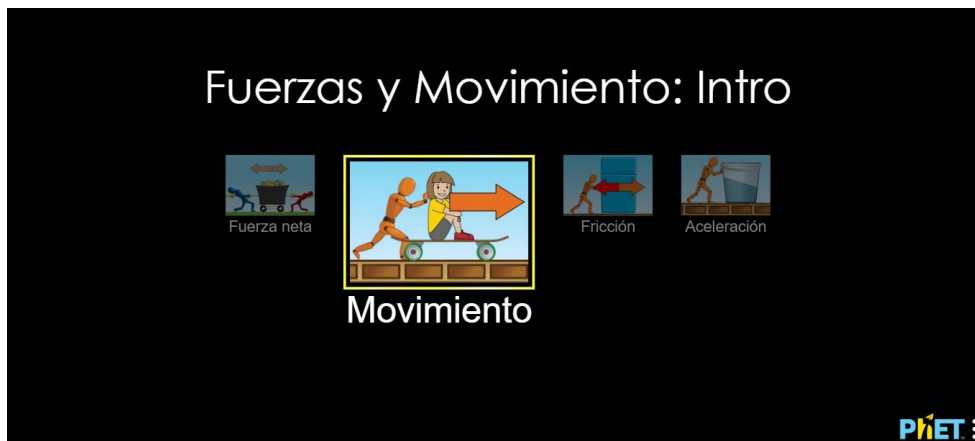 Fuerzas y Movimiento: Intro
Fuerza neta
Movimiento
Fricción
Aceleración
PhET